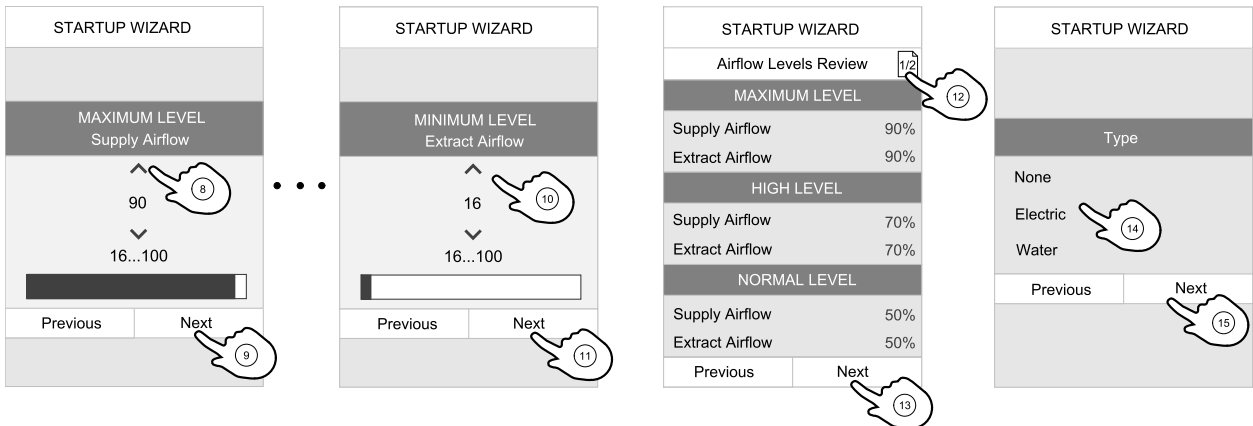 STARTUP WIZARD
MAXIMUM LEVEL
Supply Airflow
8
90
16...100
Previous Next
9
STARTUP WIZARD
MINIMUM LEVEL
Extract Airflow
10
16
16...100
Previous Next
11
STARTUP WIZARD
Airflow Levels Review 1/2
12
MAXIMUM LEVEL
Supply Airflow 90%
Extract Airflow 90%
HIGH LEVEL
Supply Airflow 70%
Extract Airflow 70%
NORMAL LEVEL
Supply Airflow 50%
Extract Airflow 50%
Previous Next
13
STARTUP WIZARD
Type
None
Electric
14
Water
Previous Next
15